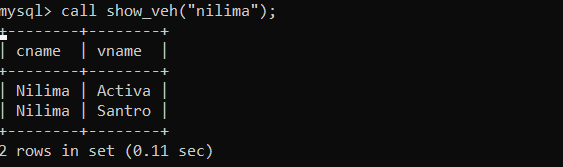 mysql> call show_veh("nilima");
+--------+--------+
| cname  | vname  |
+--------+--------+
| Nilima | Activa |
| Nilima | Santro |
+--------+--------+
2 rows in set (0.11 sec)